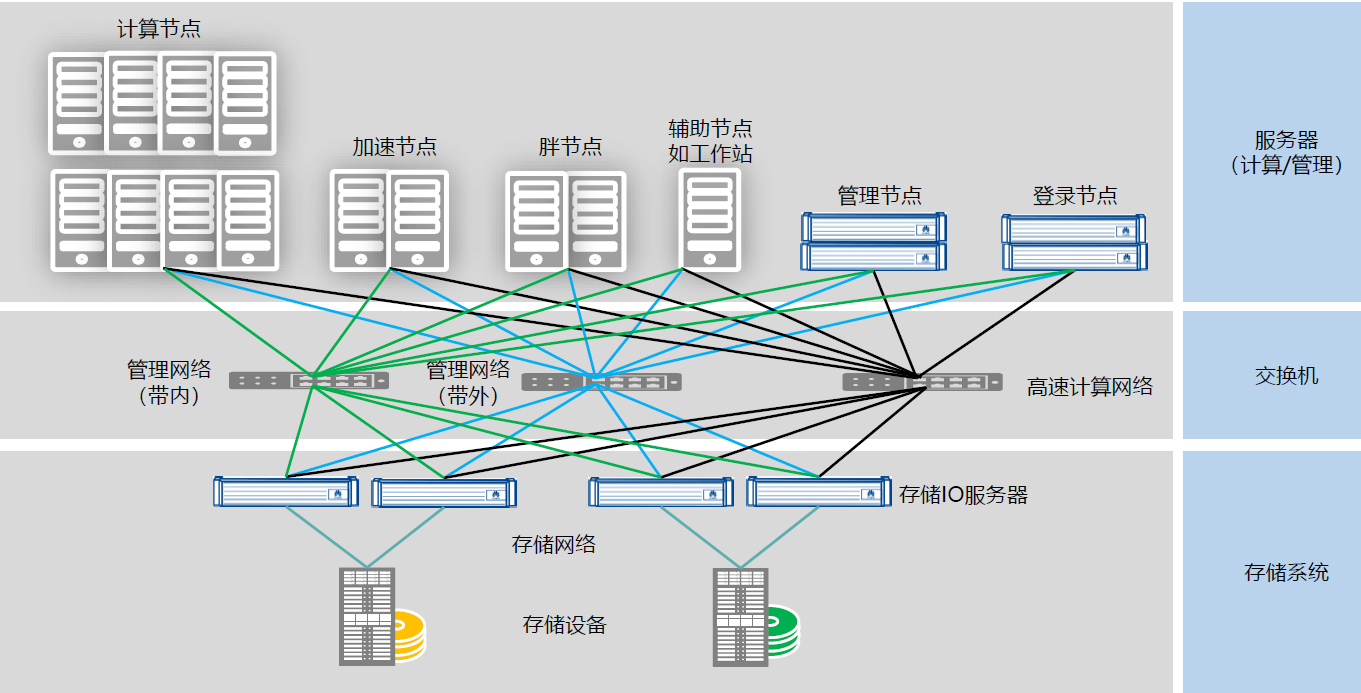 计算节点
加速节点
胖节点
辅助节点
如工作站
管理节点
登录节点
服务器
（计算/管理）
管理网络
（带内）
管理网络
（带外）
高速计算网络
交换机
存储IO服务器
存储网络
存储设备
存储系统